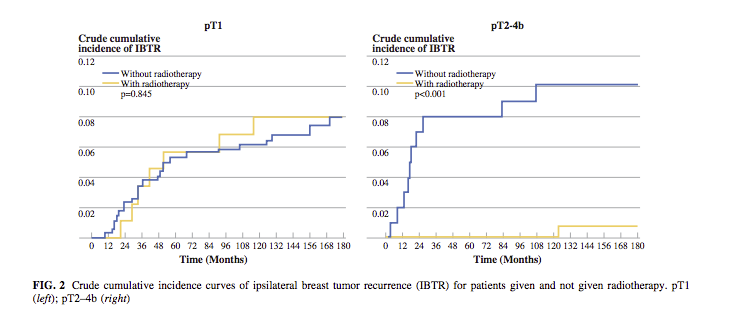 pT1
Crude cumulative
incidence of IBTR
0.12
Without radiotherapy
With radiotherapy
0.10
p=0.845
0.08
0.06
0.04
0.02
0 12 24 36 48 60 72 84 96 108 120 132 144 156 168 180
Time (Months)
pT2-4b
Crude cumulative
incidence of IBTR
0.12
Without radiotherapy
With radiotherapy
0.10
p<0.001
0.08
0.06
0.04
0.02
0 12 24 36 48 60 72 84 96 108 120 132 144 156 168 180
Time (Months)
FIG. 2 Crude cumulative incidence curves of ipsilateral breast tumor recurrence (IBTR) for patients given and not given radiotherapy. pT1
(left); pT2–4b (right)